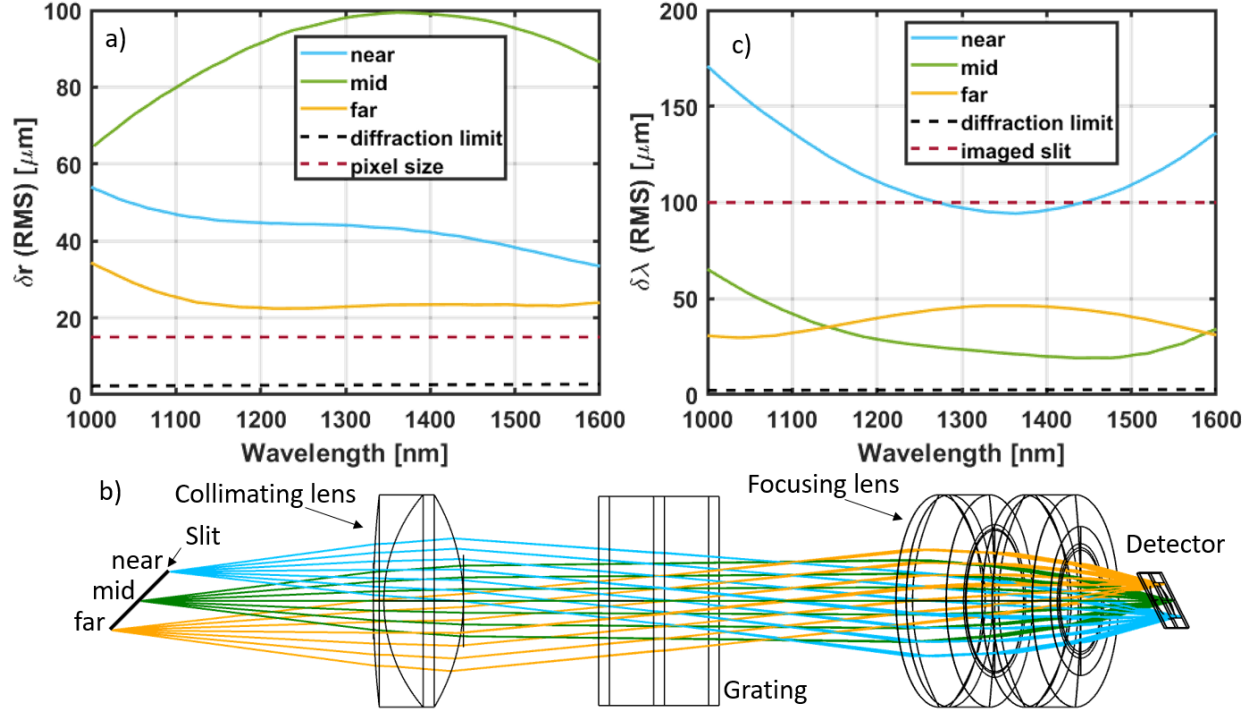 a)
100
80
60
40
20
0
δr (RMS) [μm]
near
mid
far
diffraction limit
pixel size
1000 1100 1200 1300 1400 1500 1600
Wavelength [nm]
c)
200
150
100
50
0
δλ (RMS) [μm]
near
mid
far
diffraction limit
imaged slit
1000 1100 1200 1300 1400 1500 1600
Wavelength [nm]
b)
Collimating lens
Focusing lens
Slit
near
mid
far
Detector
Grating